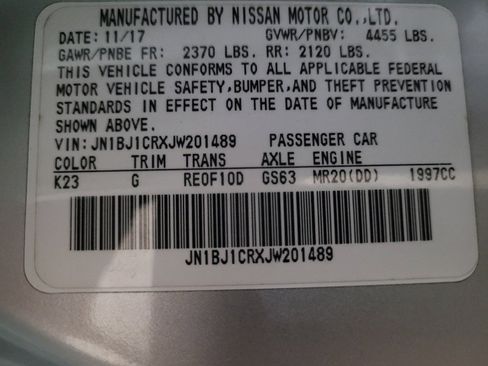 MANUFACTURED BY NISSAN MOTOR CO.,LTD.
DATE: 11/17 GVWR/PNBV: 4455 LBS.
GAWR/PNBE FR: 2370 LBS. RR: 2120 LBS.
THIS VEHICLE CONFORMS TO ALL APPLICABLE FEDERAL
MOTOR VEHICLE SAFETY,BUMPER,AND THEFT PREVENTION
STANDARDS IN EFFECT ON THE DATE OF MANUFACTURE
SHOWN ABOVE.
VIN: JN1BJ1CRXJW201489 PASSENGER CAR
COLOR TRIM TRANS AXLE ENGINE
K23 G RE0F10D GS63 MR20(DD) 1997CC
JN1BJ1CRXJW201489